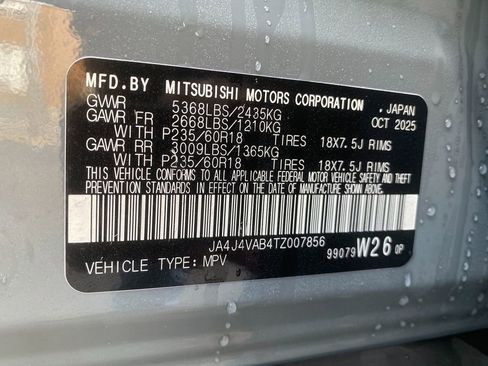 MFD.BY MITSUBISHI MOTORS CORPORATION , JAPAN
GVWR 5368LBS/2435KG OCT 2025
GAWR FR 2668LBS/1210KG
WITH P235/60R18 TIRES 18X7.5J RIMS
GAWR RR 3009LBS/1365KG
WITH P235/60R18 TIRES 18X7.5J RIMS
THIS VEHICLE CONFORMS TO ALL APPLICABLE FEDERAL MOTOR VEHICLE SAFETY AND THEFT
PREVENTION STANDARDS IN EFFECT ON THE DATE OF MANUFACTURE SHOWN ABOVE.
JA4J4VAB4TZ007856
VEHICLE TYPE: MPV 99079 W26 0P